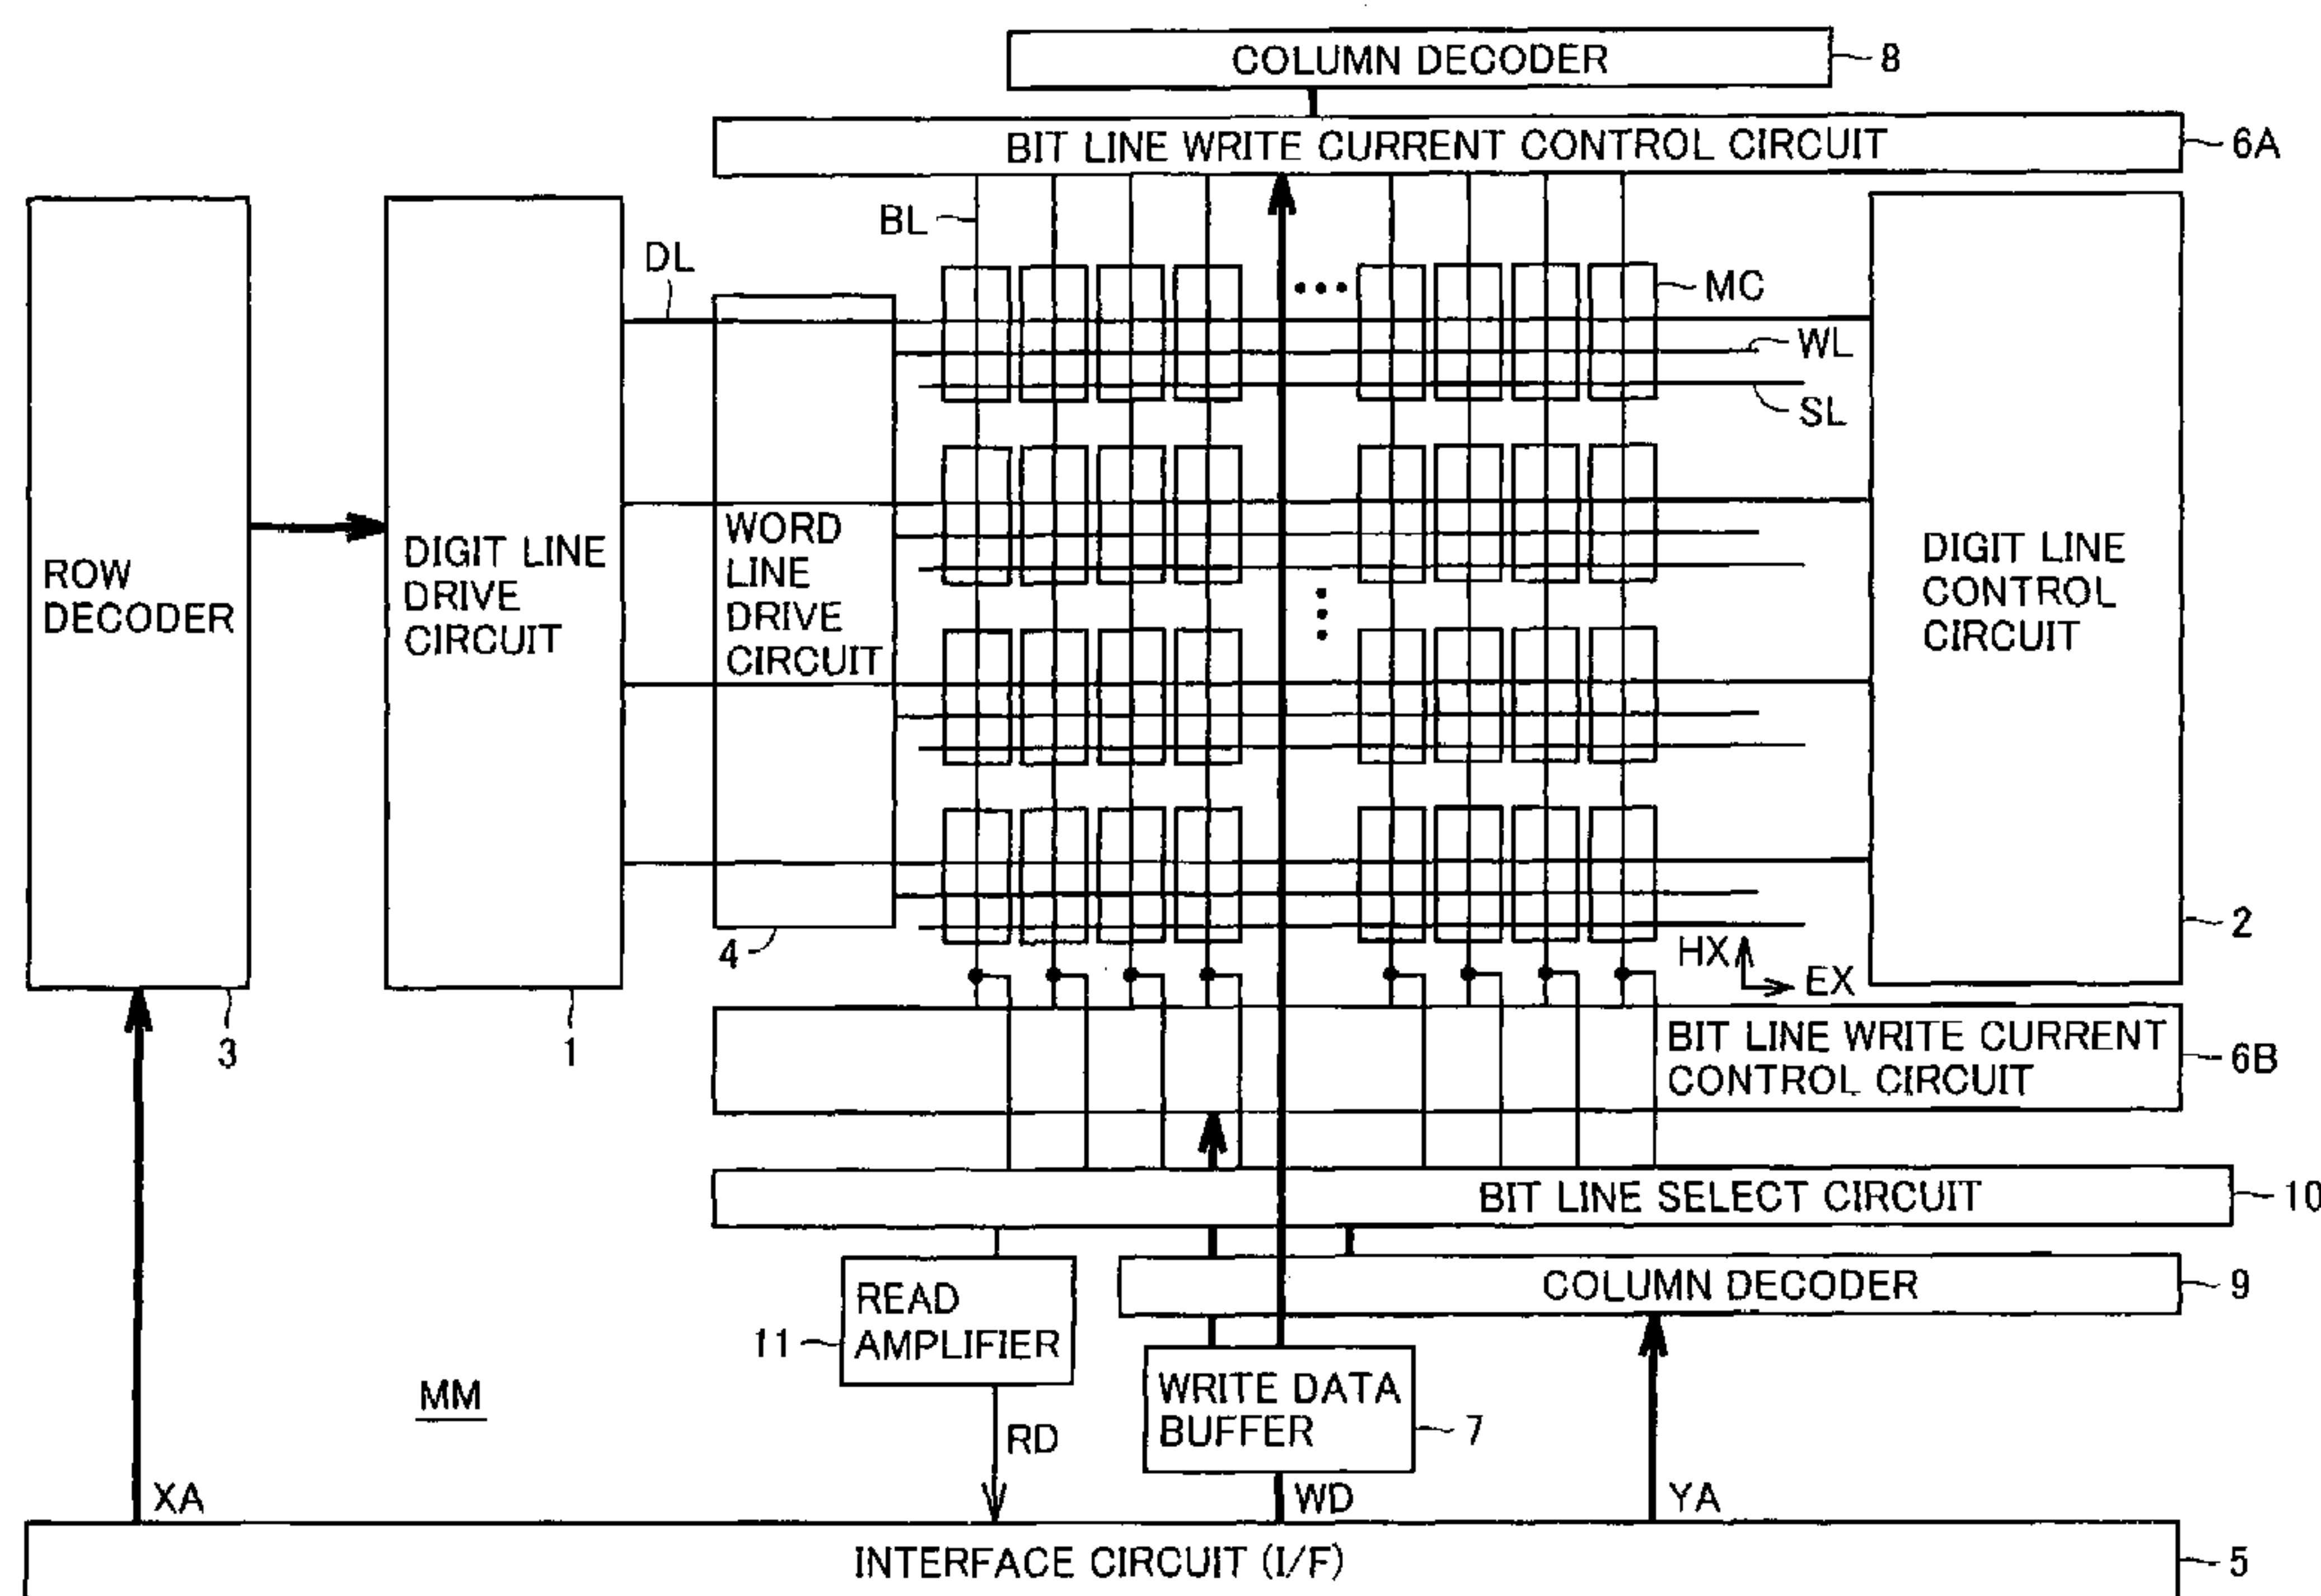 COLUMN DECODER
8
BIT LINE WRITE CURRENT CONTROL CIRCUIT
6A
BL
DL
MC
WL
SL
ROW
DECODER
DIGIT LINE
DRIVE
CIRCUIT
WORD
LINE
DRIVE
CIRCUIT
DIGIT LINE
CONTROL
CIRCUIT
4
2
HX
EX
3
1
BIT LINE WRITE CURRENT
CONTROL CIRCUIT
6B
BIT LINE SELECT CIRCUIT
10
READ
AMPLIFIER
11
COLUMN DECODER
9
WRITE DATA
BUFFER
7
MM
RD
XA
WD
YA
INTERFACE CIRCUIT (I/F)
5